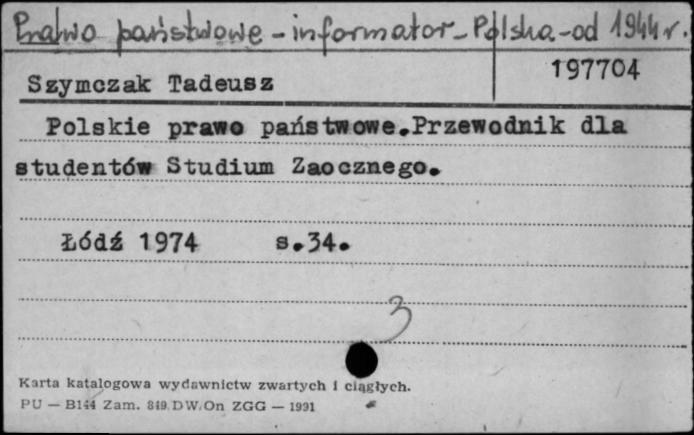 Prawo państwowe - informator - Polska - od 1944 r.
197704
Szymczak Tadeusz
Polskie prawo państwowe.Przewodnik dla
studentów Studium Zaocznego.
Łódź 1974 s.34.
3
Karta katalogowa wydawnictw zwartych i ciągłych.
PU — B144 Zam. 849 DW/On ZGG — 1991